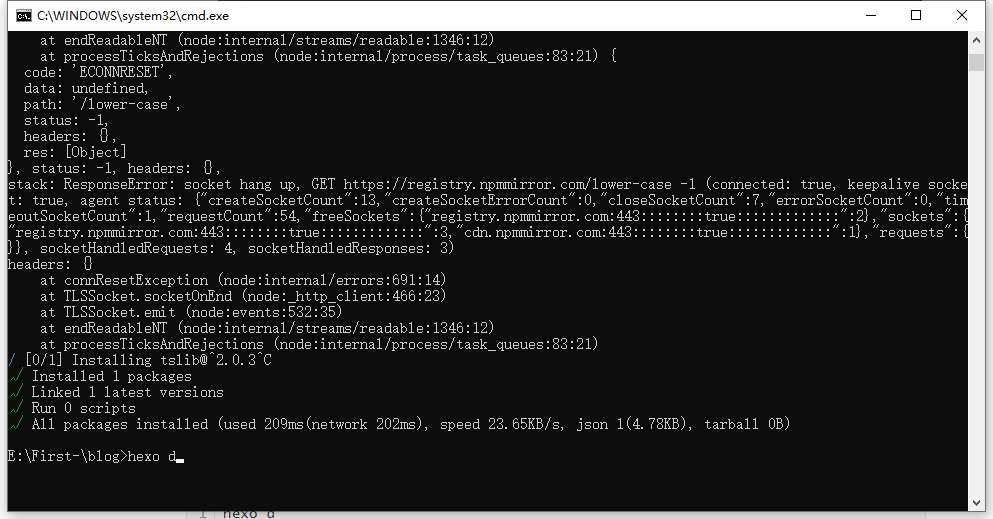 C:\WINDOWS\system32\cmd.exe
at endReadableNT (node:internal/streams/readable:1346:12)
at processTicksAndRejections (node:internal/process/task_queues:83:21) {
code: 'ECONNRESET',
data: undefined,
path: '/lower-case',
status: -1,
headers: {},
res: [Object]
}, status: -1, headers: {},
stack: ResponseError: socket hang up, GET https://registry.npmmirror.com/lower-case -1 (connected: true, keepalive socke
t: true, agent status: {"createSocketCount":13,"createSocketErrorCount":0,"closeSocketCount":7,"errorSocketCount":0,"tim
eoutSocketCount":1,"requestCount":54,"freeSockets":{"registry.npmmirror.com:443::::::::true:::::::::::::":2},"sockets":{
"registry.npmmirror.com:443::::::::true:::::::::::::":3,"cdn.npmmirror.com:443::::::::true:::::::::::::":1},"requests":{
}}, socketHandledRequests: 4, socketHandledResponses: 3)
headers: {}
at connResetException (node:internal/errors:691:14)
at TLSSocket.socketOnEnd (node:_http_client:466:23)
at TLSSocket.emit (node:events:532:35)
at endReadableNT (node:internal/streams/readable:1346:12)
at processTicksAndRejections (node:internal/process/task_queues:83:21)
/ [0/1] Installing tslib@^2.0.3^C
√ Installed 1 packages
√ Linked 1 latest versions
√ Run 0 scripts
√ All packages installed (used 209ms(network 202ms), speed 23.65KB/s, json 1(4.78KB), tarball 0B)
E:\First-\blog>hexo d
1 hexo d